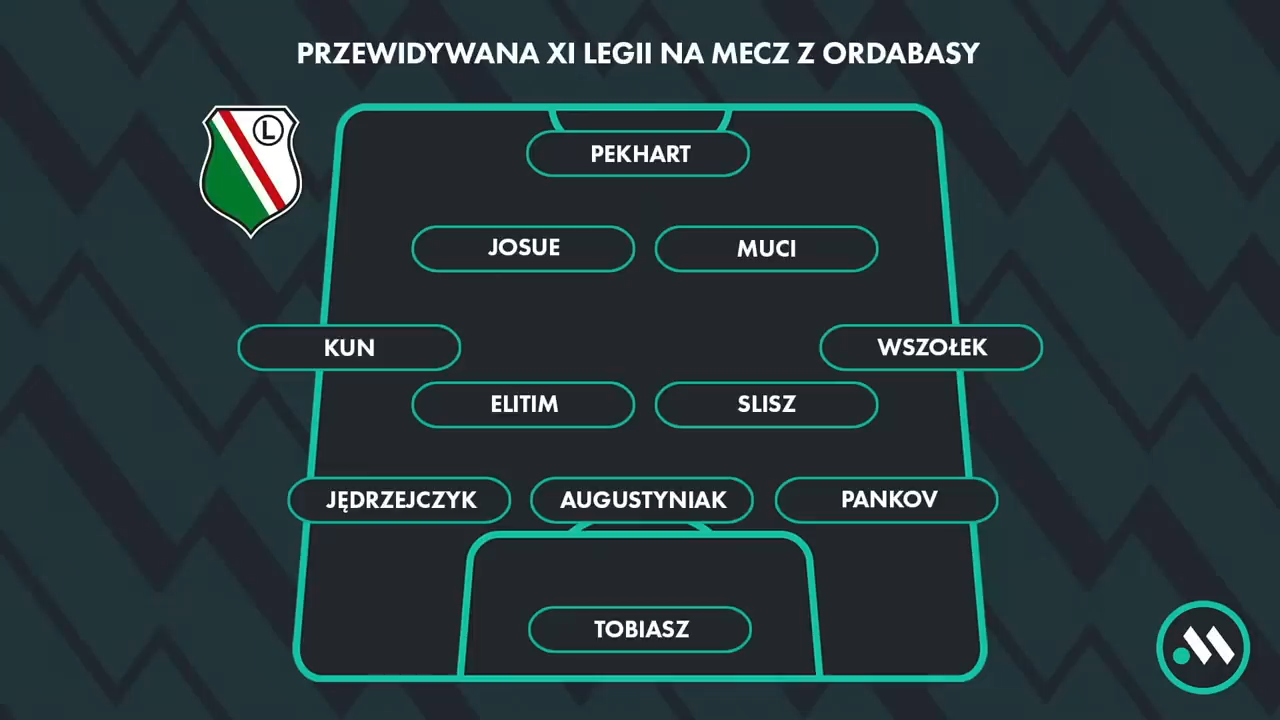 PRZEWIDYWANA XI LEGII NA MECZ Z ORDABASY
L
PEKHART
JOSUE
MUCI
KUN
WSZOŁEK
ELITIM
SLISZ
JĘDRZEJCZYK
AUGUSTYNIAK
PANKOV
TOBIASZ